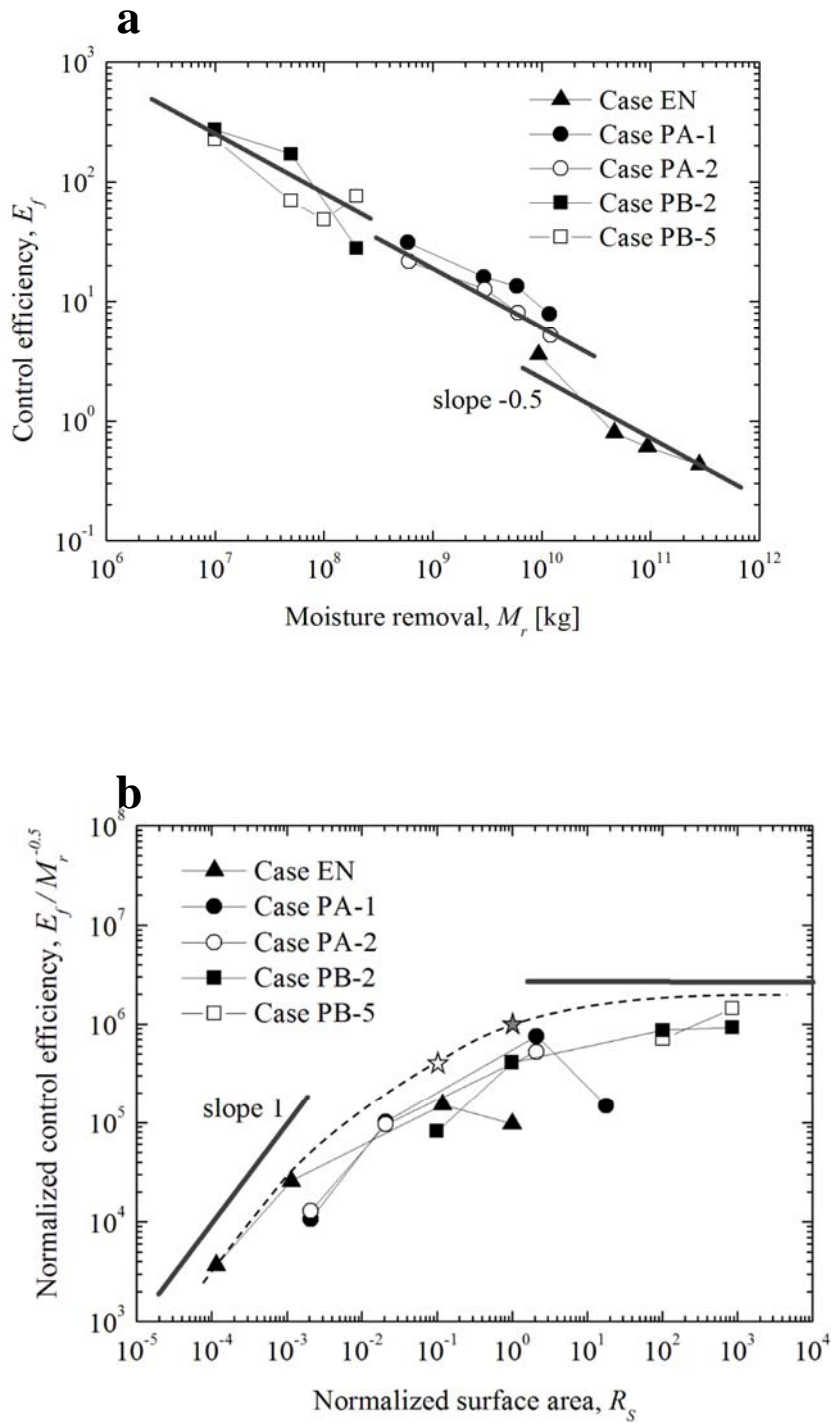 a
10^3
10^2
10^1
10^0
10^-1
Control efficiency, E_f
Case EN
Case PA-1
Case PA-2
Case PB-2
Case PB-5
slope -0.5
10^6 10^7 10^8 10^9 10^10 10^11 10^12
Moisture removal, M_r [kg]
b
10^8
10^7
10^6
10^5
10^4
10^3
Normalized control efficiency, E_f / M_r^-0.5
Case EN
Case PA-1
Case PA-2
Case PB-2
Case PB-5
slope 1
10^-5 10^-4 10^-3 10^-2 10^-1 10^0 10^1 10^2 10^3 10^4
Normalized surface area, R_S